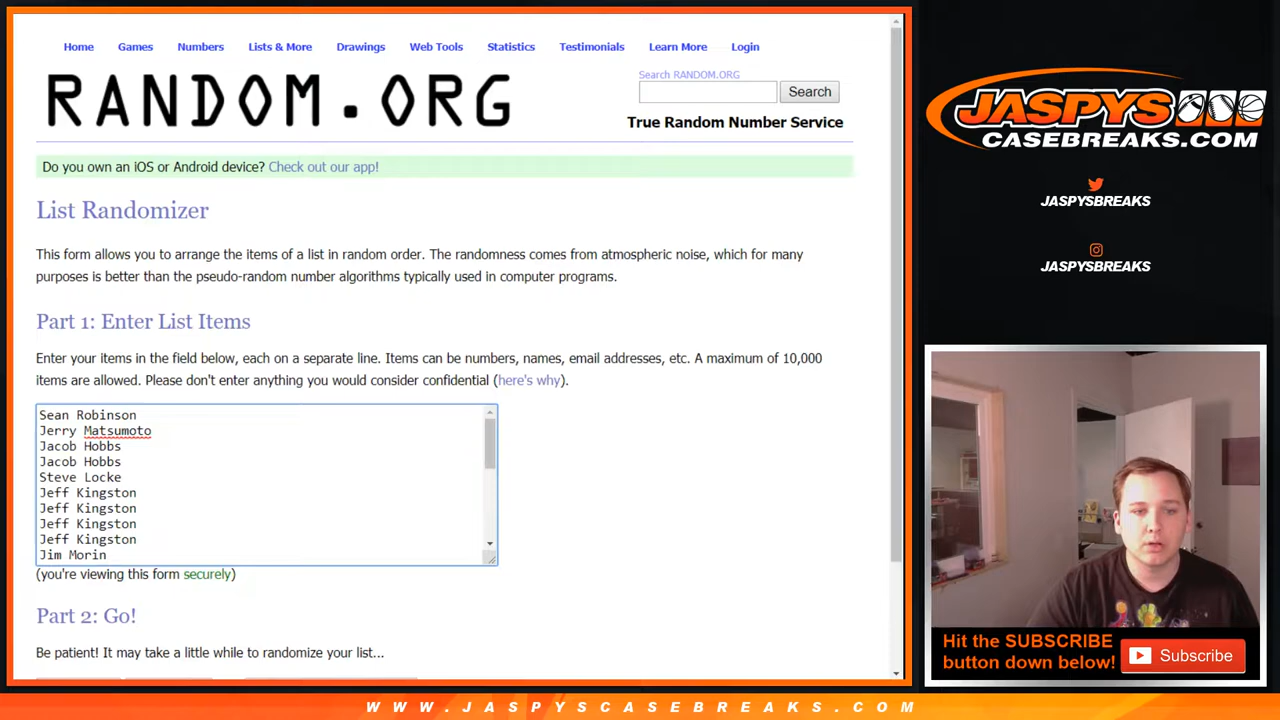 Home Games Numbers Lists & More Drawings Web Tools Statistics Testimonials Learn More Login
RANDOM.ORG
Search RANDOM.ORG
Search
True Random Number Service
Do you own an iOS or Android device? Check out our app!
List Randomizer
This form allows you to arrange the items of a list in random order. The randomness comes from atmospheric noise, which for many
purposes is better than the pseudo-random number algorithms typically used in computer programs.
Part 1: Enter List Items
Enter your items in the field below, each on a separate line. Items can be numbers, names, email addresses, etc. A maximum of 10,000
items are allowed. Please don't enter anything you would consider confidential (here's why).
Sean Robinson
Jerry Matsumoto
Jacob Hobbs
Jacob Hobbs
Steve Locke
Jeff Kingston
Jeff Kingston
Jeff Kingston
Jeff Kingston
Jim Morin
(you're viewing this form securely)
Part 2: Go!
Be patient! It may take a little while to randomize your list...
JASPYS
CASEBREAKS.COM
JASPYSBREAKS
JASPYSBREAKS
Hit the SUBSCRIBE
button down below!
Subscribe
WWW.JASPYSCASEBREAKS.COM